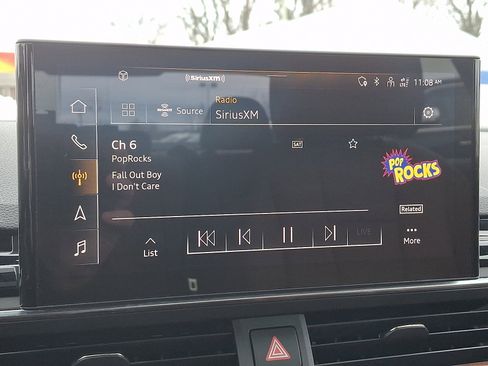 SiriusXM
11:08 AM
Radio
SiriusXM
Source
SiriusXM
Ch 6
PopRocks
SAT
Fall Out Boy
I Don't Care
POP
ROCKS
Related
List
LIVE
More